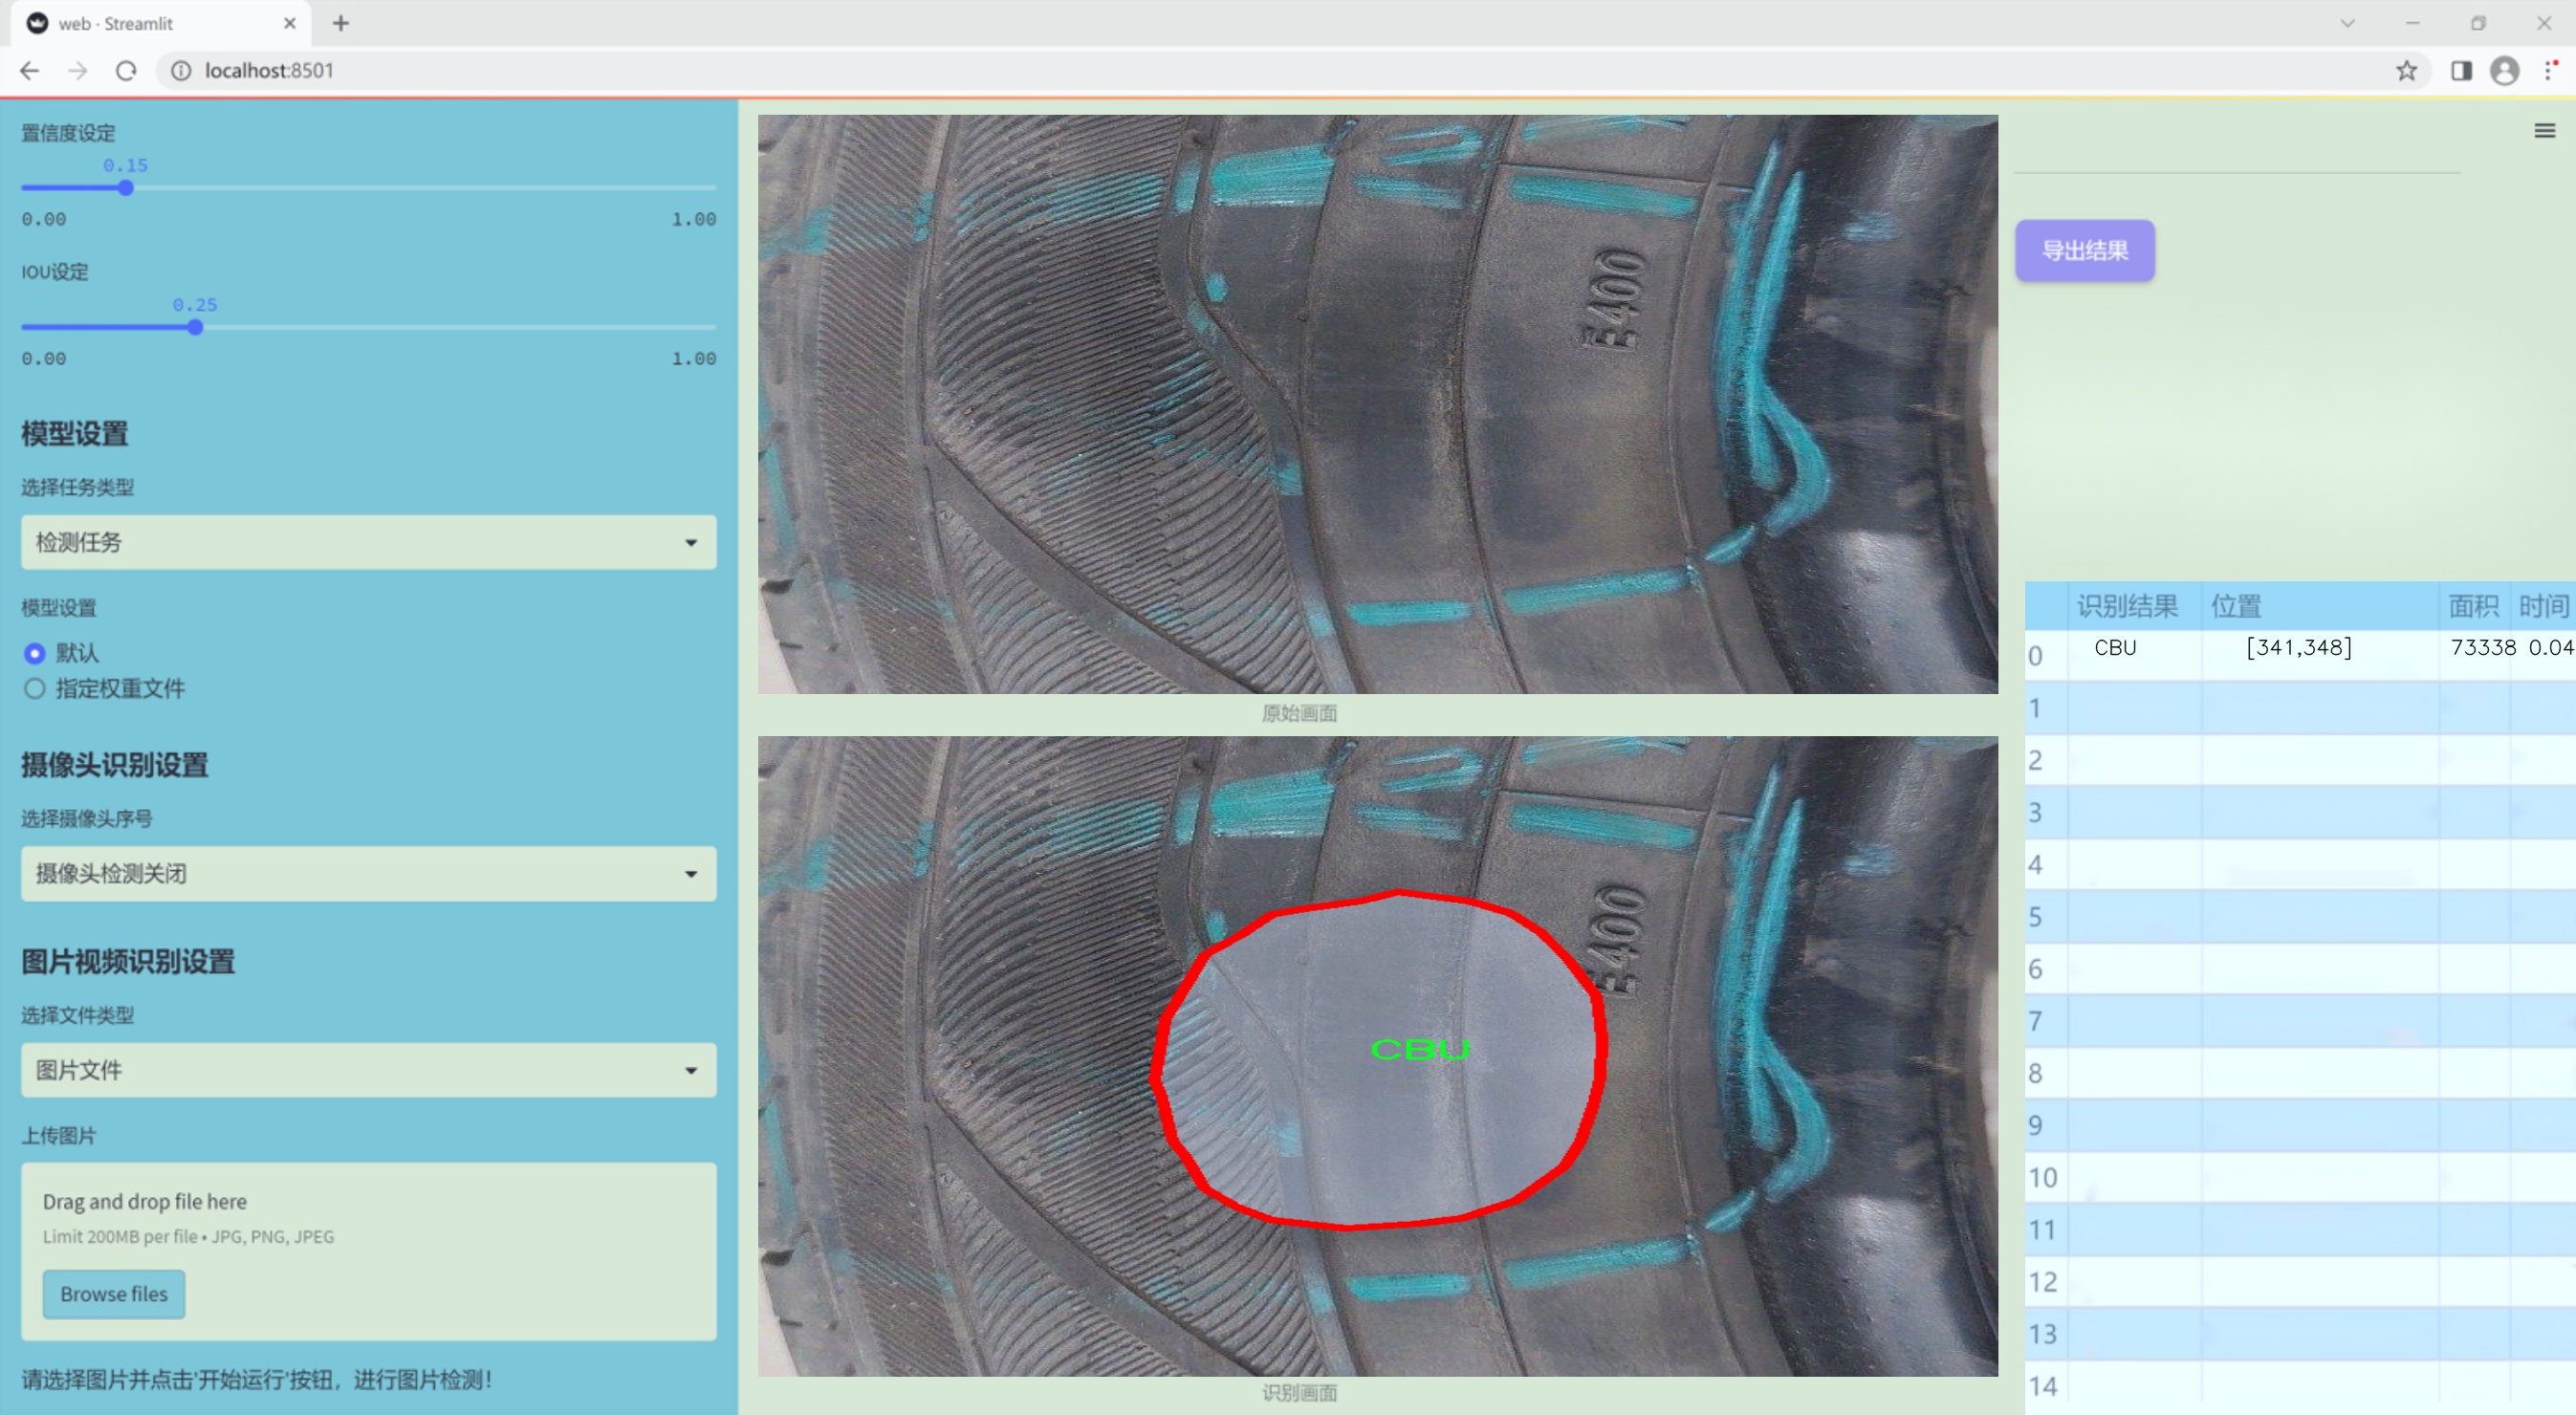 web · Streamlit
localhost:8501
置信度设定
0.15
0.00 1.00
IOU设定
0.25
0.00 1.00
模型设置
选择任务类型
检测任务
模型设置
默认
指定权重文件
摄像头识别设置
选择摄像头序号
摄像头检测关闭
图片视频识别设置
选择文件类型
图片文件
上传图片
Drag and drop file here
Limit 200MB per file • JPG, PNG, JPEG
Browse files
请选择图片并点击'开始运行'按钮，进行图片检测！
E400
原始画面
E400
CBU
识别画面
导出结果
识别结果 位置 面积 时间
0 CBU [341,348] 73338 0.04
1
2
3
4
5
6
7
8
9
10
11
12
13
14